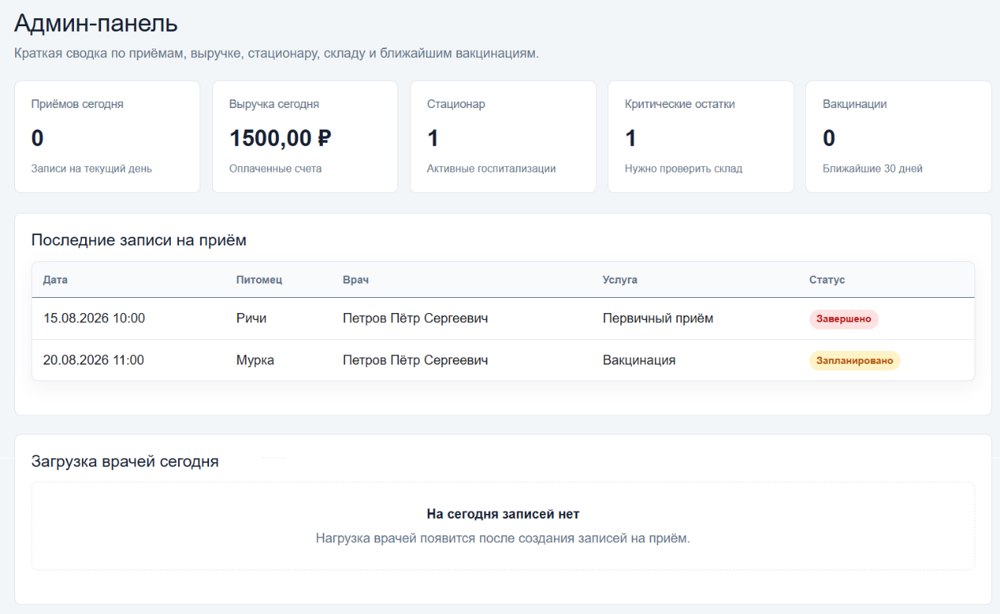 Админ-панель
Краткая сводка по приёмам, выручке, стационару, складу и ближайшим вакцинациям.
Приёмов сегодня
0
Записи на текущий день
Выручка сегодня
1500,00 ₽
Оплаченные счета
Стационар
1
Активные госпитализации
Критические остатки
1
Нужно проверить склад
Вакцинации
0
Ближайшие 30 дней
Последние записи на приём
Дата Питомец Врач Услуга Статус
15.08.2026 10:00 Ричи Петров Пётр Сергеевич Первичный приём Завершено
20.08.2026 11:00 Мурка Петров Пётр Сергеевич Вакцинация Запланировано
Загрузка врачей сегодня
На сегодня записей нет
Нагрузка врачей появится после создания записей на приём.